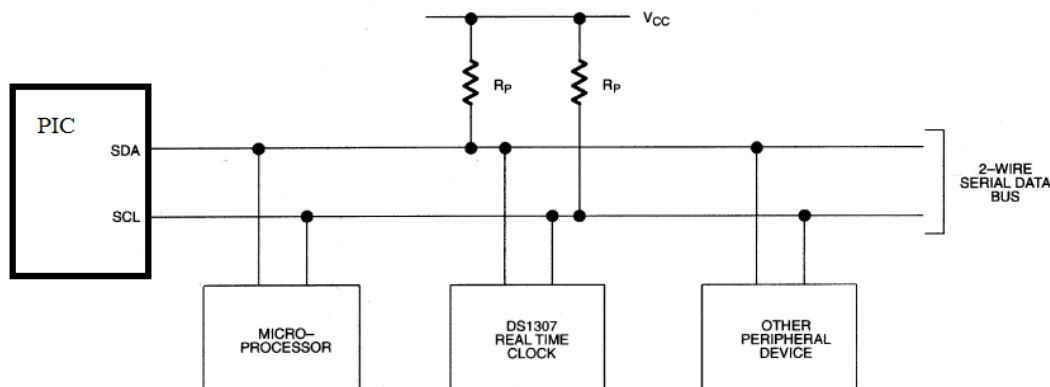 VCC
RP
RP
PIC
SDA
SCL
2–WIRE
SERIAL DATA
BUS
MICRO–
PROCESSOR
DS1307
REAL TIME
CLOCK
OTHER
PERIPHERAL
DEVICE